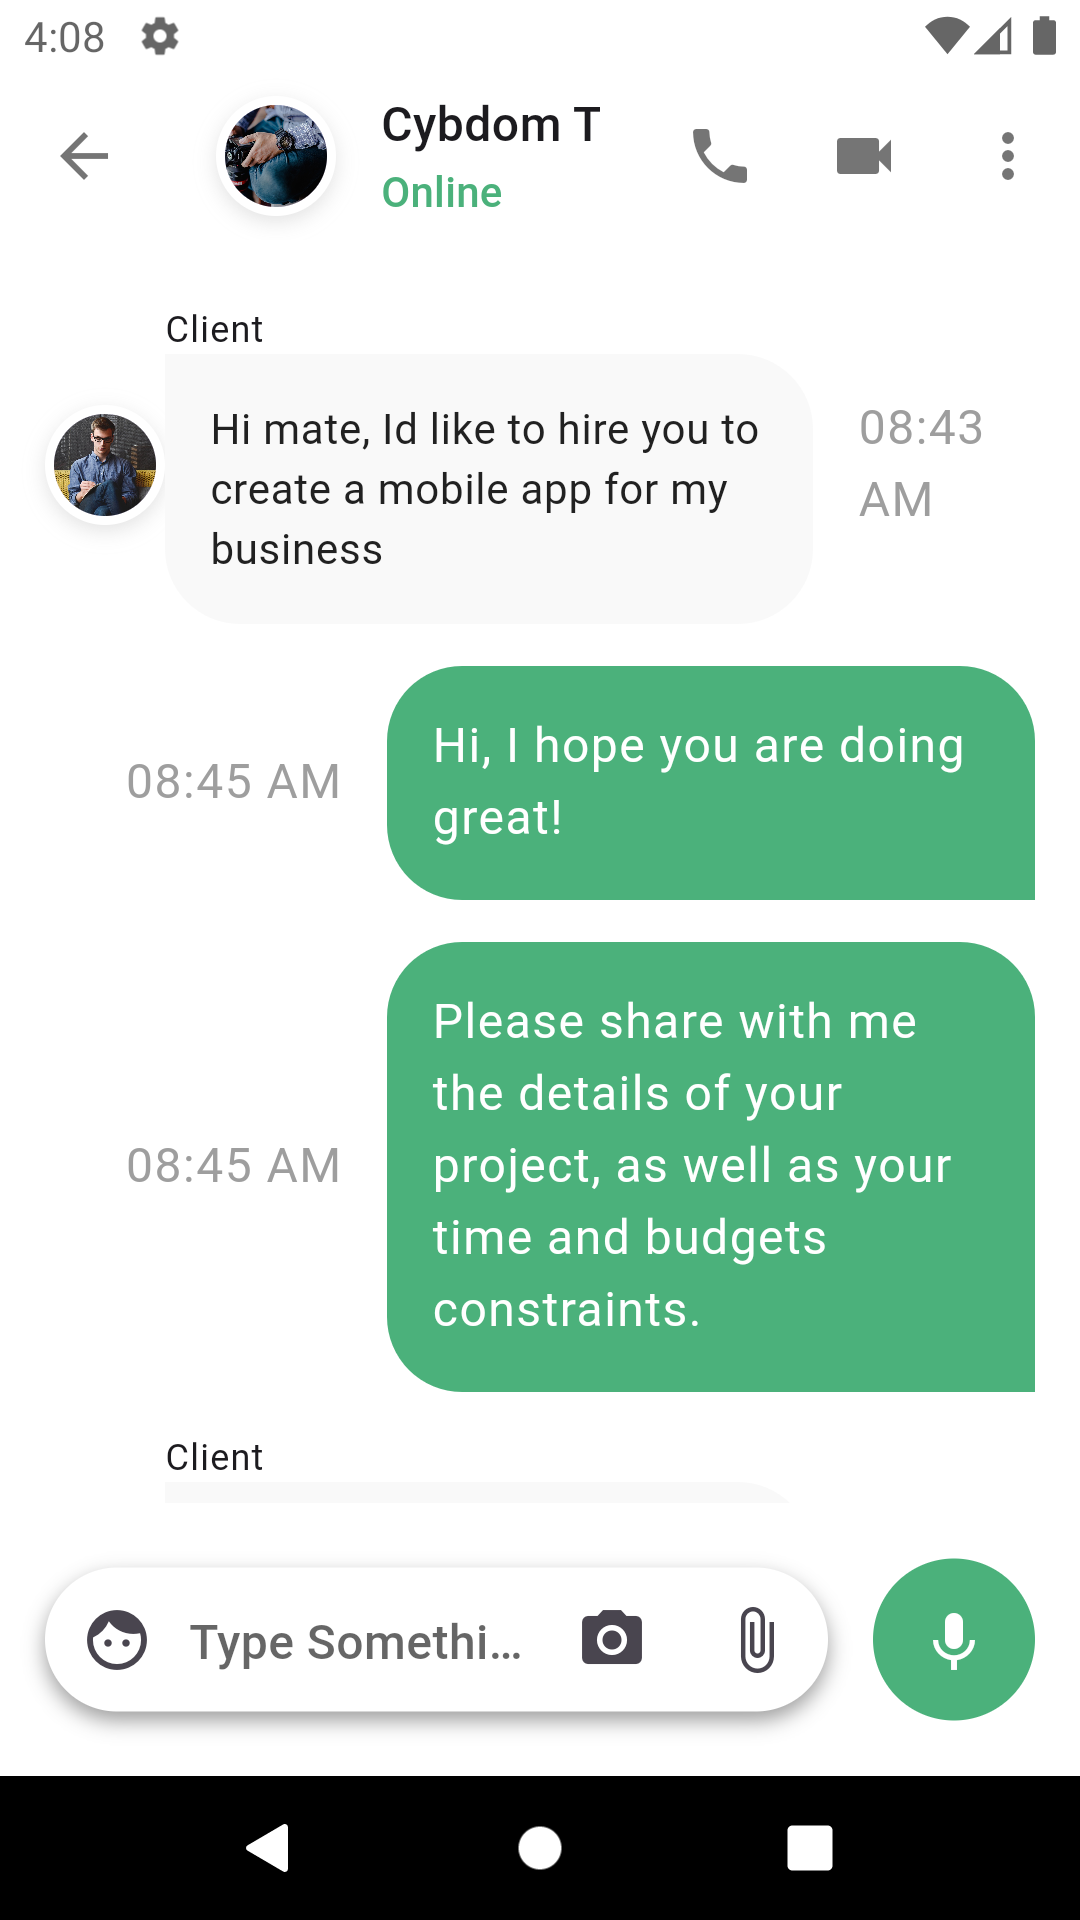 4:08
Cybdom T
Online
Client
Hi mate, Id like to hire you to
create a mobile app for my
business
08:43
AM
Hi, I hope you are doing
great!
08:45 AM
Please share with me
the details of your
project, as well as your
time and budgets
constraints.
08:45 AM
Client
Type Somethi...